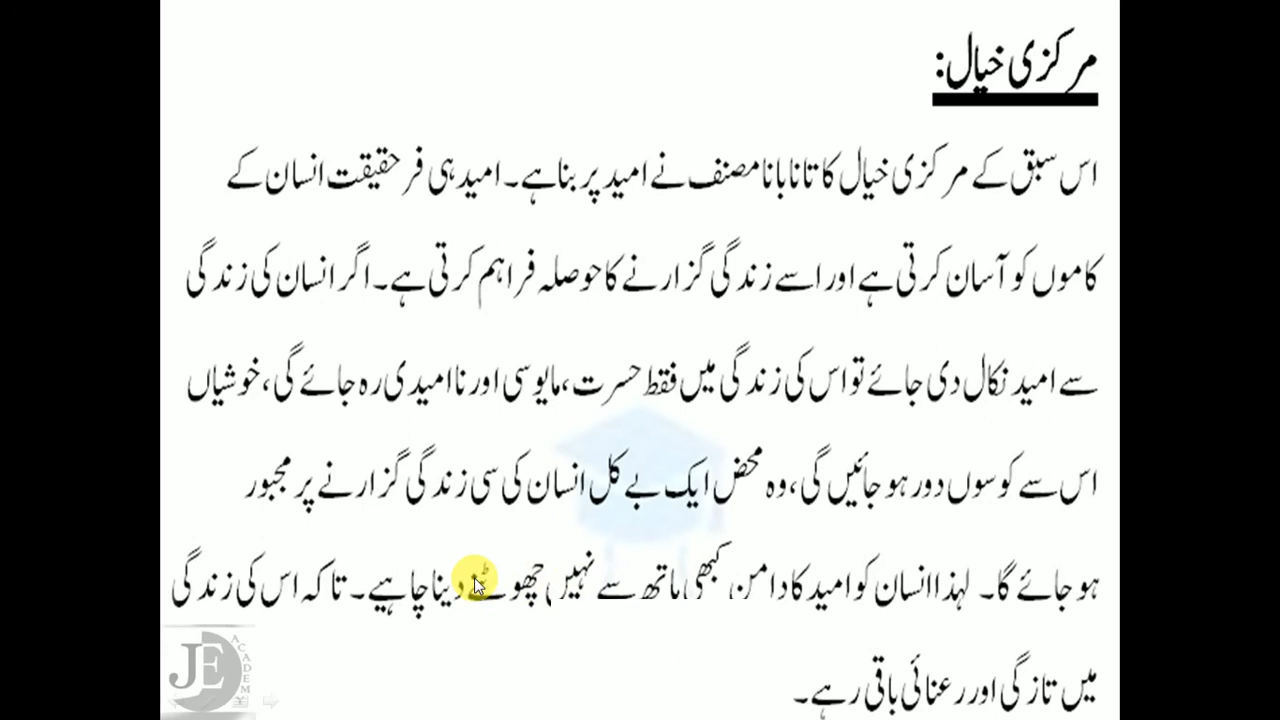 مرکزی خیال:
اس سبق کے مرکزی خیال کا تانا بانا مصنف نے امید پر بنا ہے۔ امید ہی فر حقیقت انسان کے
کاموں کو آسان کرتی ہے اور اسے زندگی گزارنے کا حوصلہ فراہم کرتی ہے۔ اگر انسان کی زندگی
سے امید نکال دی جائے تو اس کی زندگی میں فقط حسرت، مایوسی اور ناامیدی رہ جائے گی، خوشیاں
اس سے کوسوں دور ہو جائیں گی، وہ محض ایک بے کل انسان کی سی زندگی گزارنے پر مجبور
ہو جائے گا۔ لہذا انسان کو امید کا دامن کبھی ہاتھ سے نہیں چھوٹنے دینا چاہیے۔ تاکہ اس کی زندگی
میں تازگی اور رعنائی باقی رہے۔
JE ACADEMY